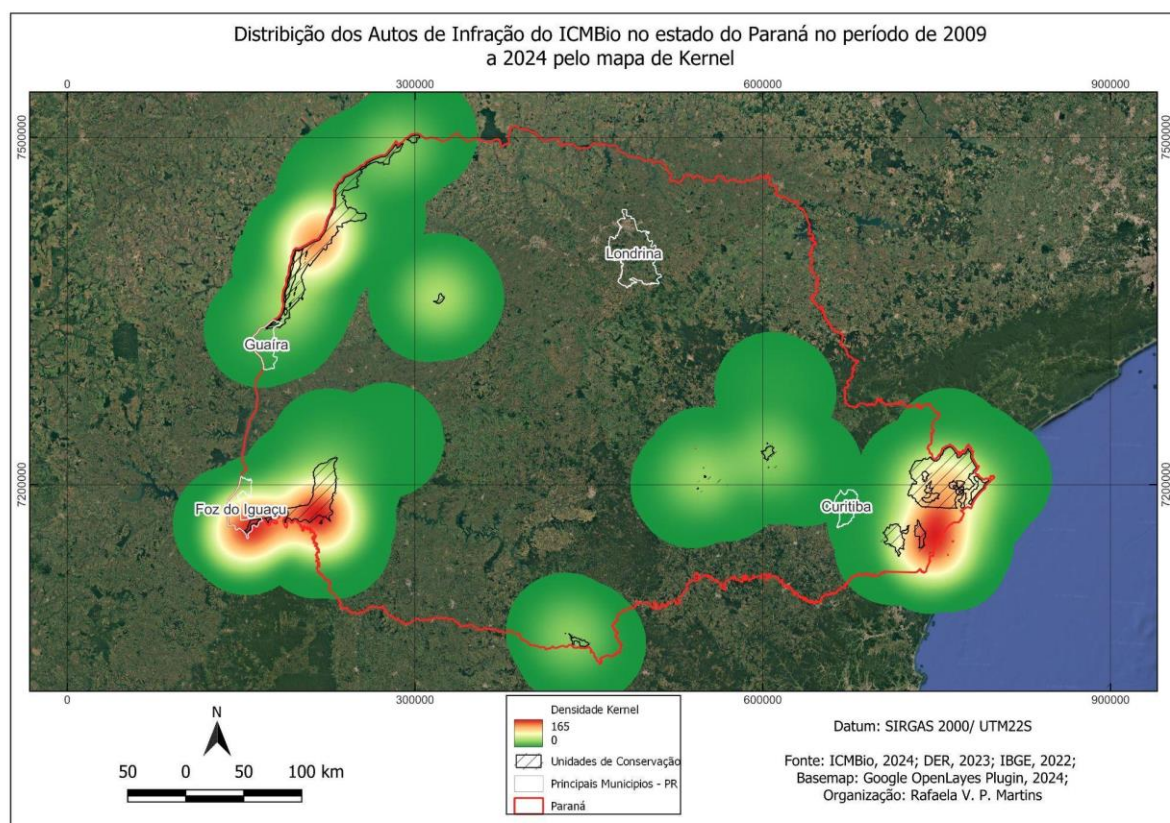 Distribição dos Autos de Infração do ICMBio no estado do Paraná no período de 2009
a 2024 pelo mapa de Kernel
0 300000 600000 900000
7500000 7500000
Londrina
Guaíra
7200000 7200000
Foz do Iguaçu
Curitiba
0 300000 600000 900000
N
50 0 50 100 km
Densidade Kernel
165
0
Unidades de Conservação
Principais Municipios - PR
Paraná
Datum: SIRGAS 2000/ UTM22S
Fonte: ICMBio, 2024; DER, 2023; IBGE, 2022;
Basemap: Google OpenLayes Plugin, 2024;
Organização: Rafaela V. P. Martins